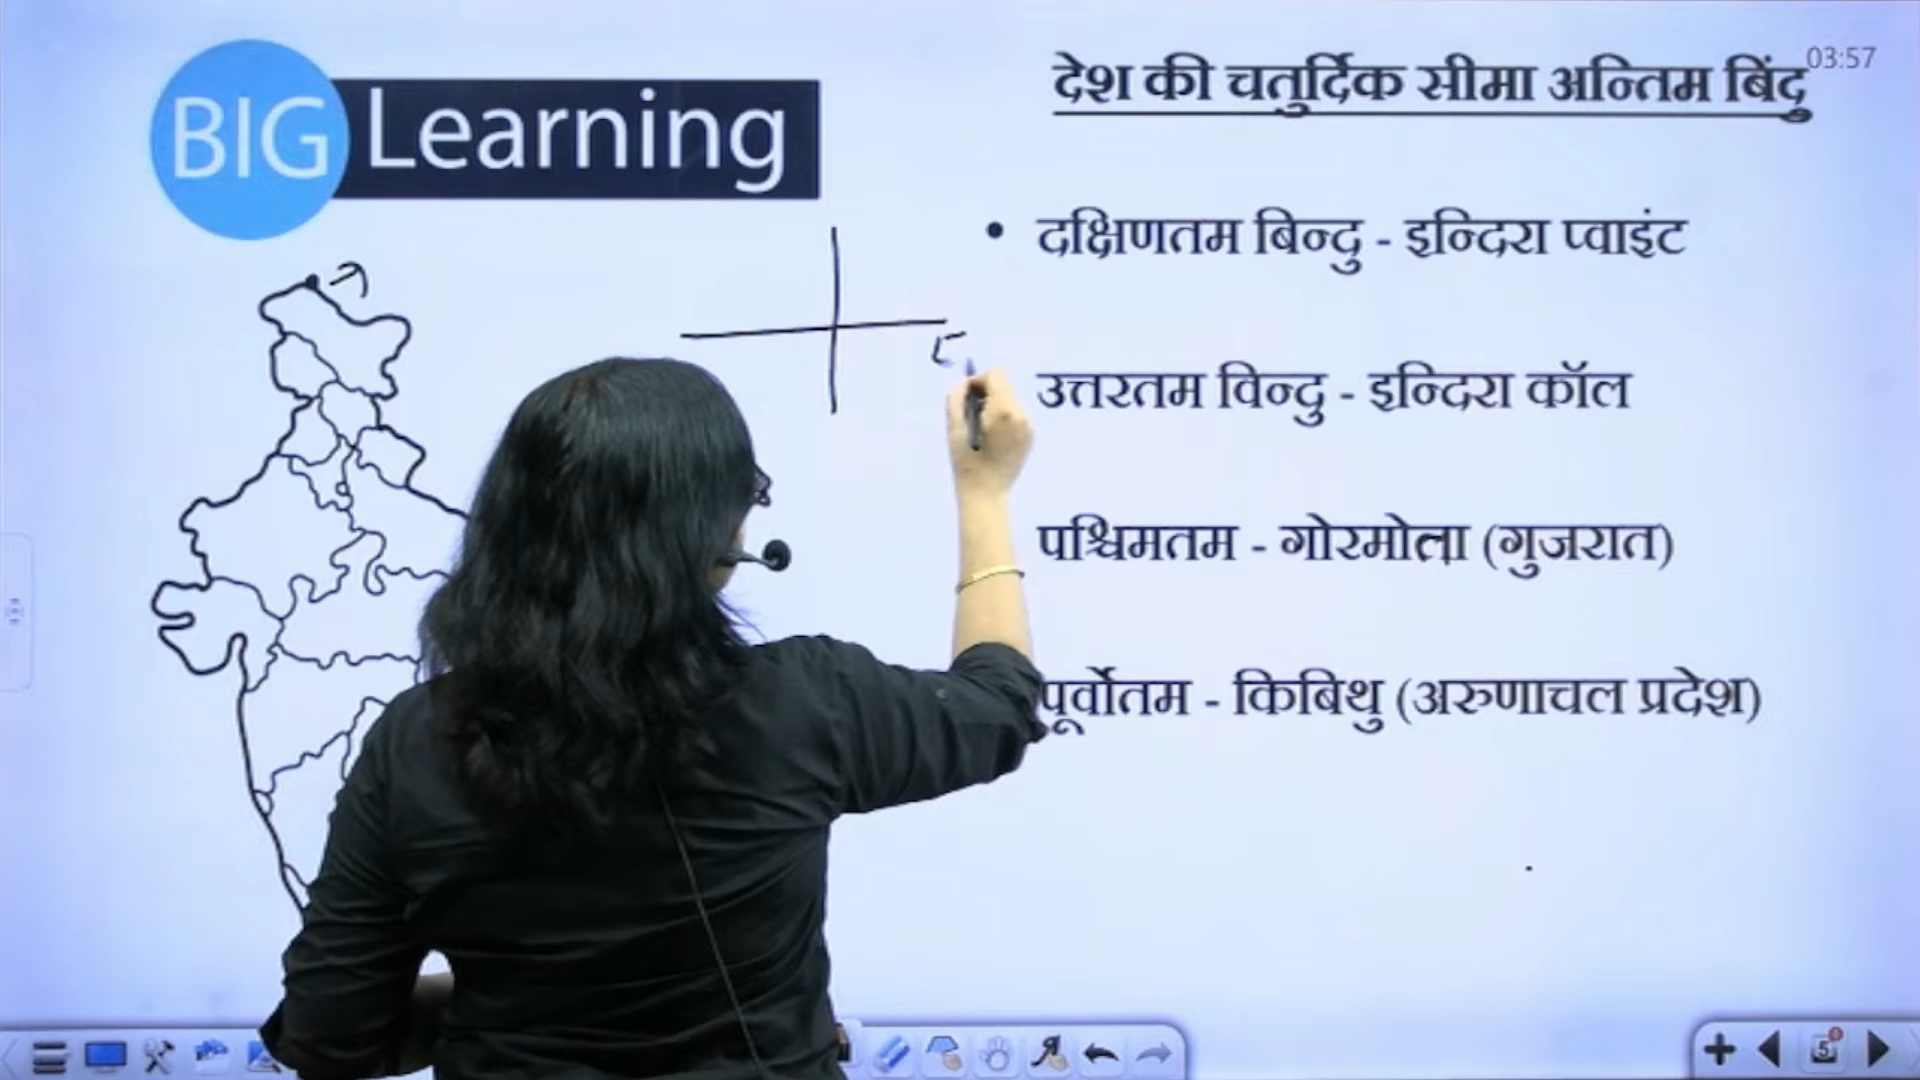 BIG Learning
03:57
देश की चतुर्दिक सीमा अन्तिम बिंदु
• दक्षिणतम बिन्दु - इन्दिरा प्वाइंट
उत्तरतम विन्दु - इन्दिरा कॉल
पश्चिमतम - गोरमोला (गुजरात)
पूर्वोतम - किबिथु (अरुणाचल प्रदेश)
5